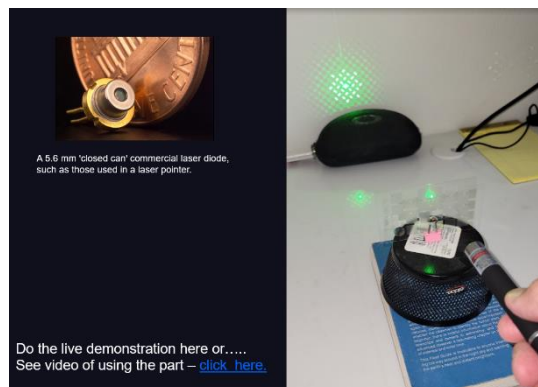 CENT
A 5.6 mm 'closed can' commercial laser diode,
such as those used in a laser pointer.
Do the live demonstration here or.....
See video of using the part – click here.